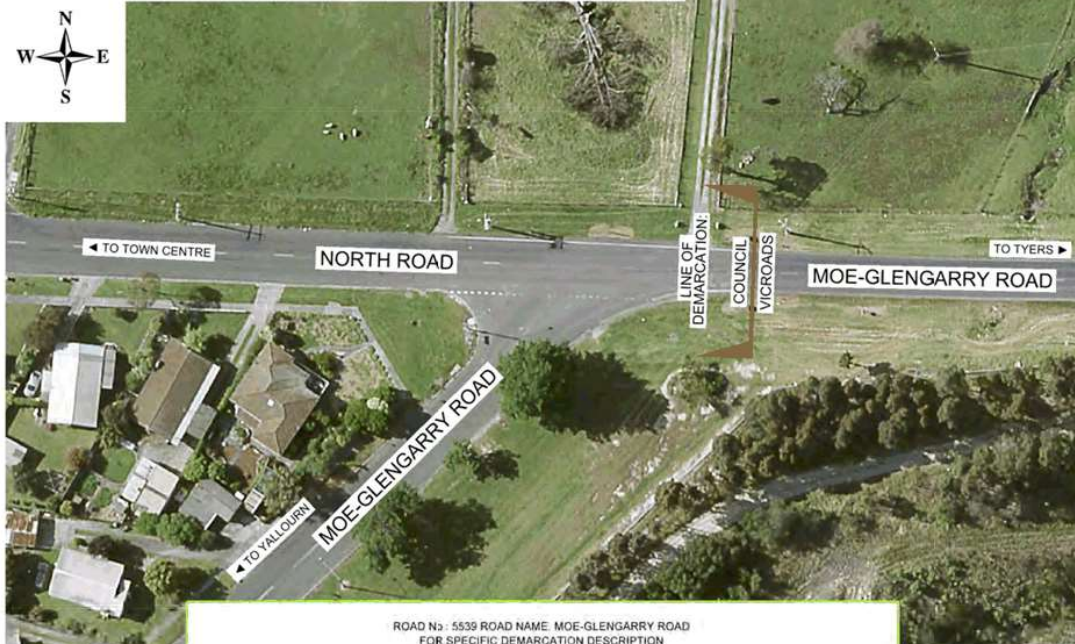 N
W E
S
◄ TO TOWN CENTRE
NORTH ROAD
LINE OF
DEMARCATION:
COUNCIL
VICROADS
TO TYERS ►
MOE-GLENGARRY ROAD
MOE-GLENGARRY ROAD
◄ TO YALLOURN
ROAD No : 5539 ROAD NAME: MOE-GLENGARRY ROAD
FOR SPECIFIC DEMARCATION DESCRIPTION